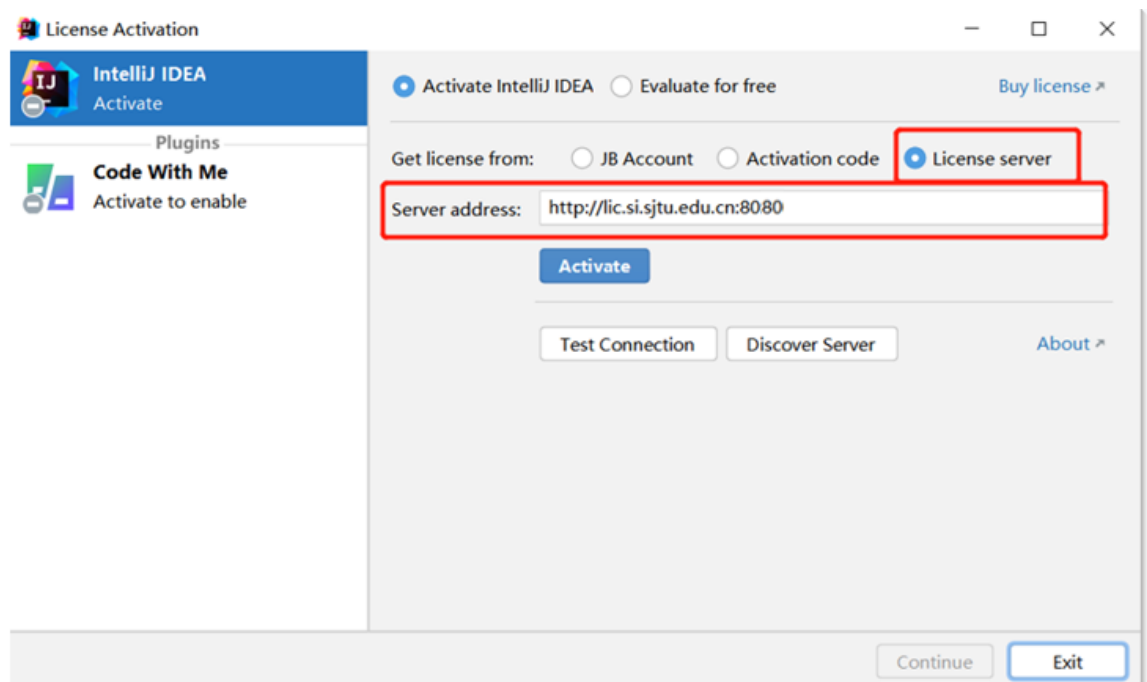 License Activation
IntelliJ IDEA
Activate
Plugins
Code With Me
Activate to enable
Activate IntelliJ IDEA Evaluate for free Buy license
Get license from: JB Account Activation code License server
Server address: http://lic.si.sjtu.edu.cn:8080
Activate
Test Connection Discover Server About
Continue Exit